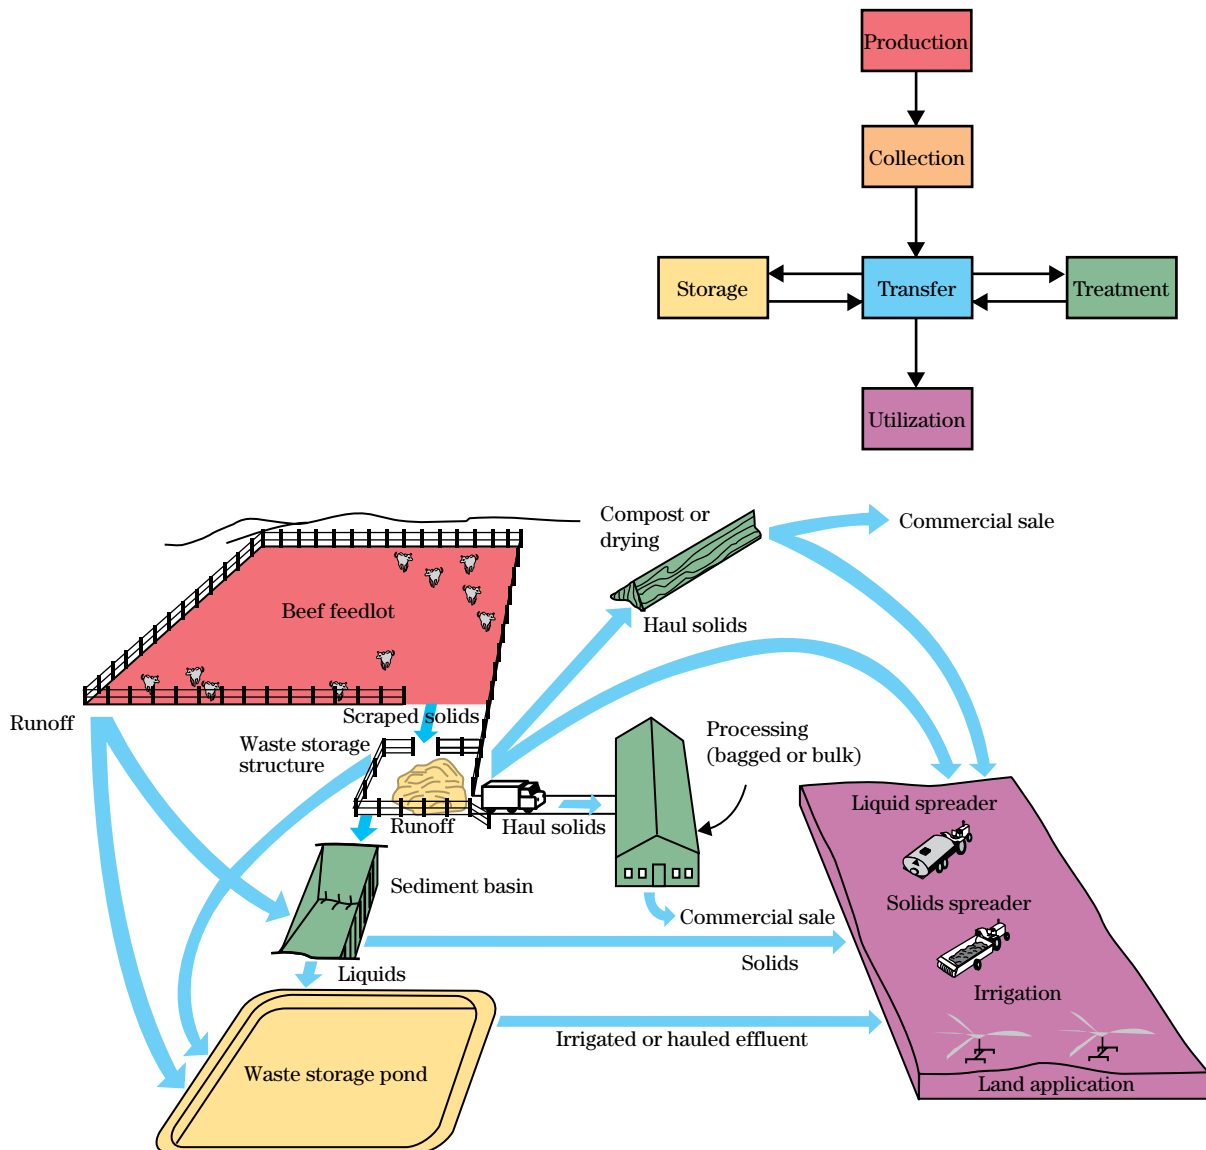 Production
Collection
Storage
Transfer
Treatment
Utilization
Compost or
drying
Commercial sale
Beef feedlot
Haul solids
Runoff
Scraped solids
Waste storage
structure
Processing
(bagged or bulk)
Runoff
Haul solids
Liquid spreader
Sediment basin
Commercial sale
Solids spreader
Liquids
Solids
Irrigation
Irrigated or hauled effluent
Waste storage pond
Land application